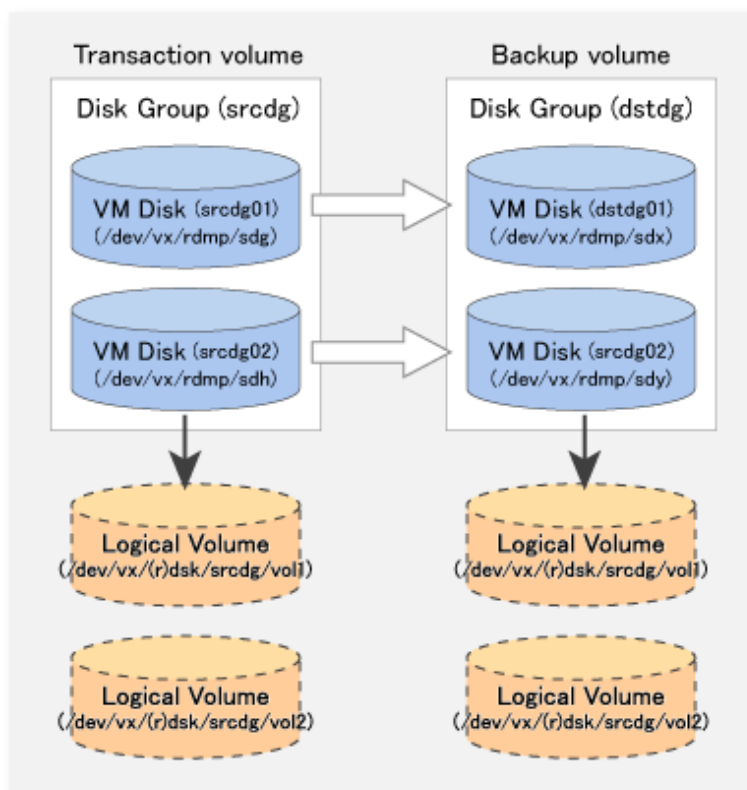 Transaction volume
Backup volume
Disk Group (srcdg)
Disk Group (dstdg)
VM Disk (srcdg01)
(/dev/vx/rdmp/sdg)
VM Disk (dstdg01)
(/dev/vx/rdmp/sdx)
VM Disk (srcdg02)
(/dev/vx/rdmp/sdh)
VM Disk (srcdg02)
(/dev/vx/rdmp/sdy)
Logical Volume
(/dev/vx/(r)dsk/srcdg/vol1)
Logical Volume
(/dev/vx/(r)dsk/srcdg/vol1)
Logical Volume
(/dev/vx/(r)dsk/srcdg/vol2)
Logical Volume
(/dev/vx/(r)dsk/srcdg/vol2)